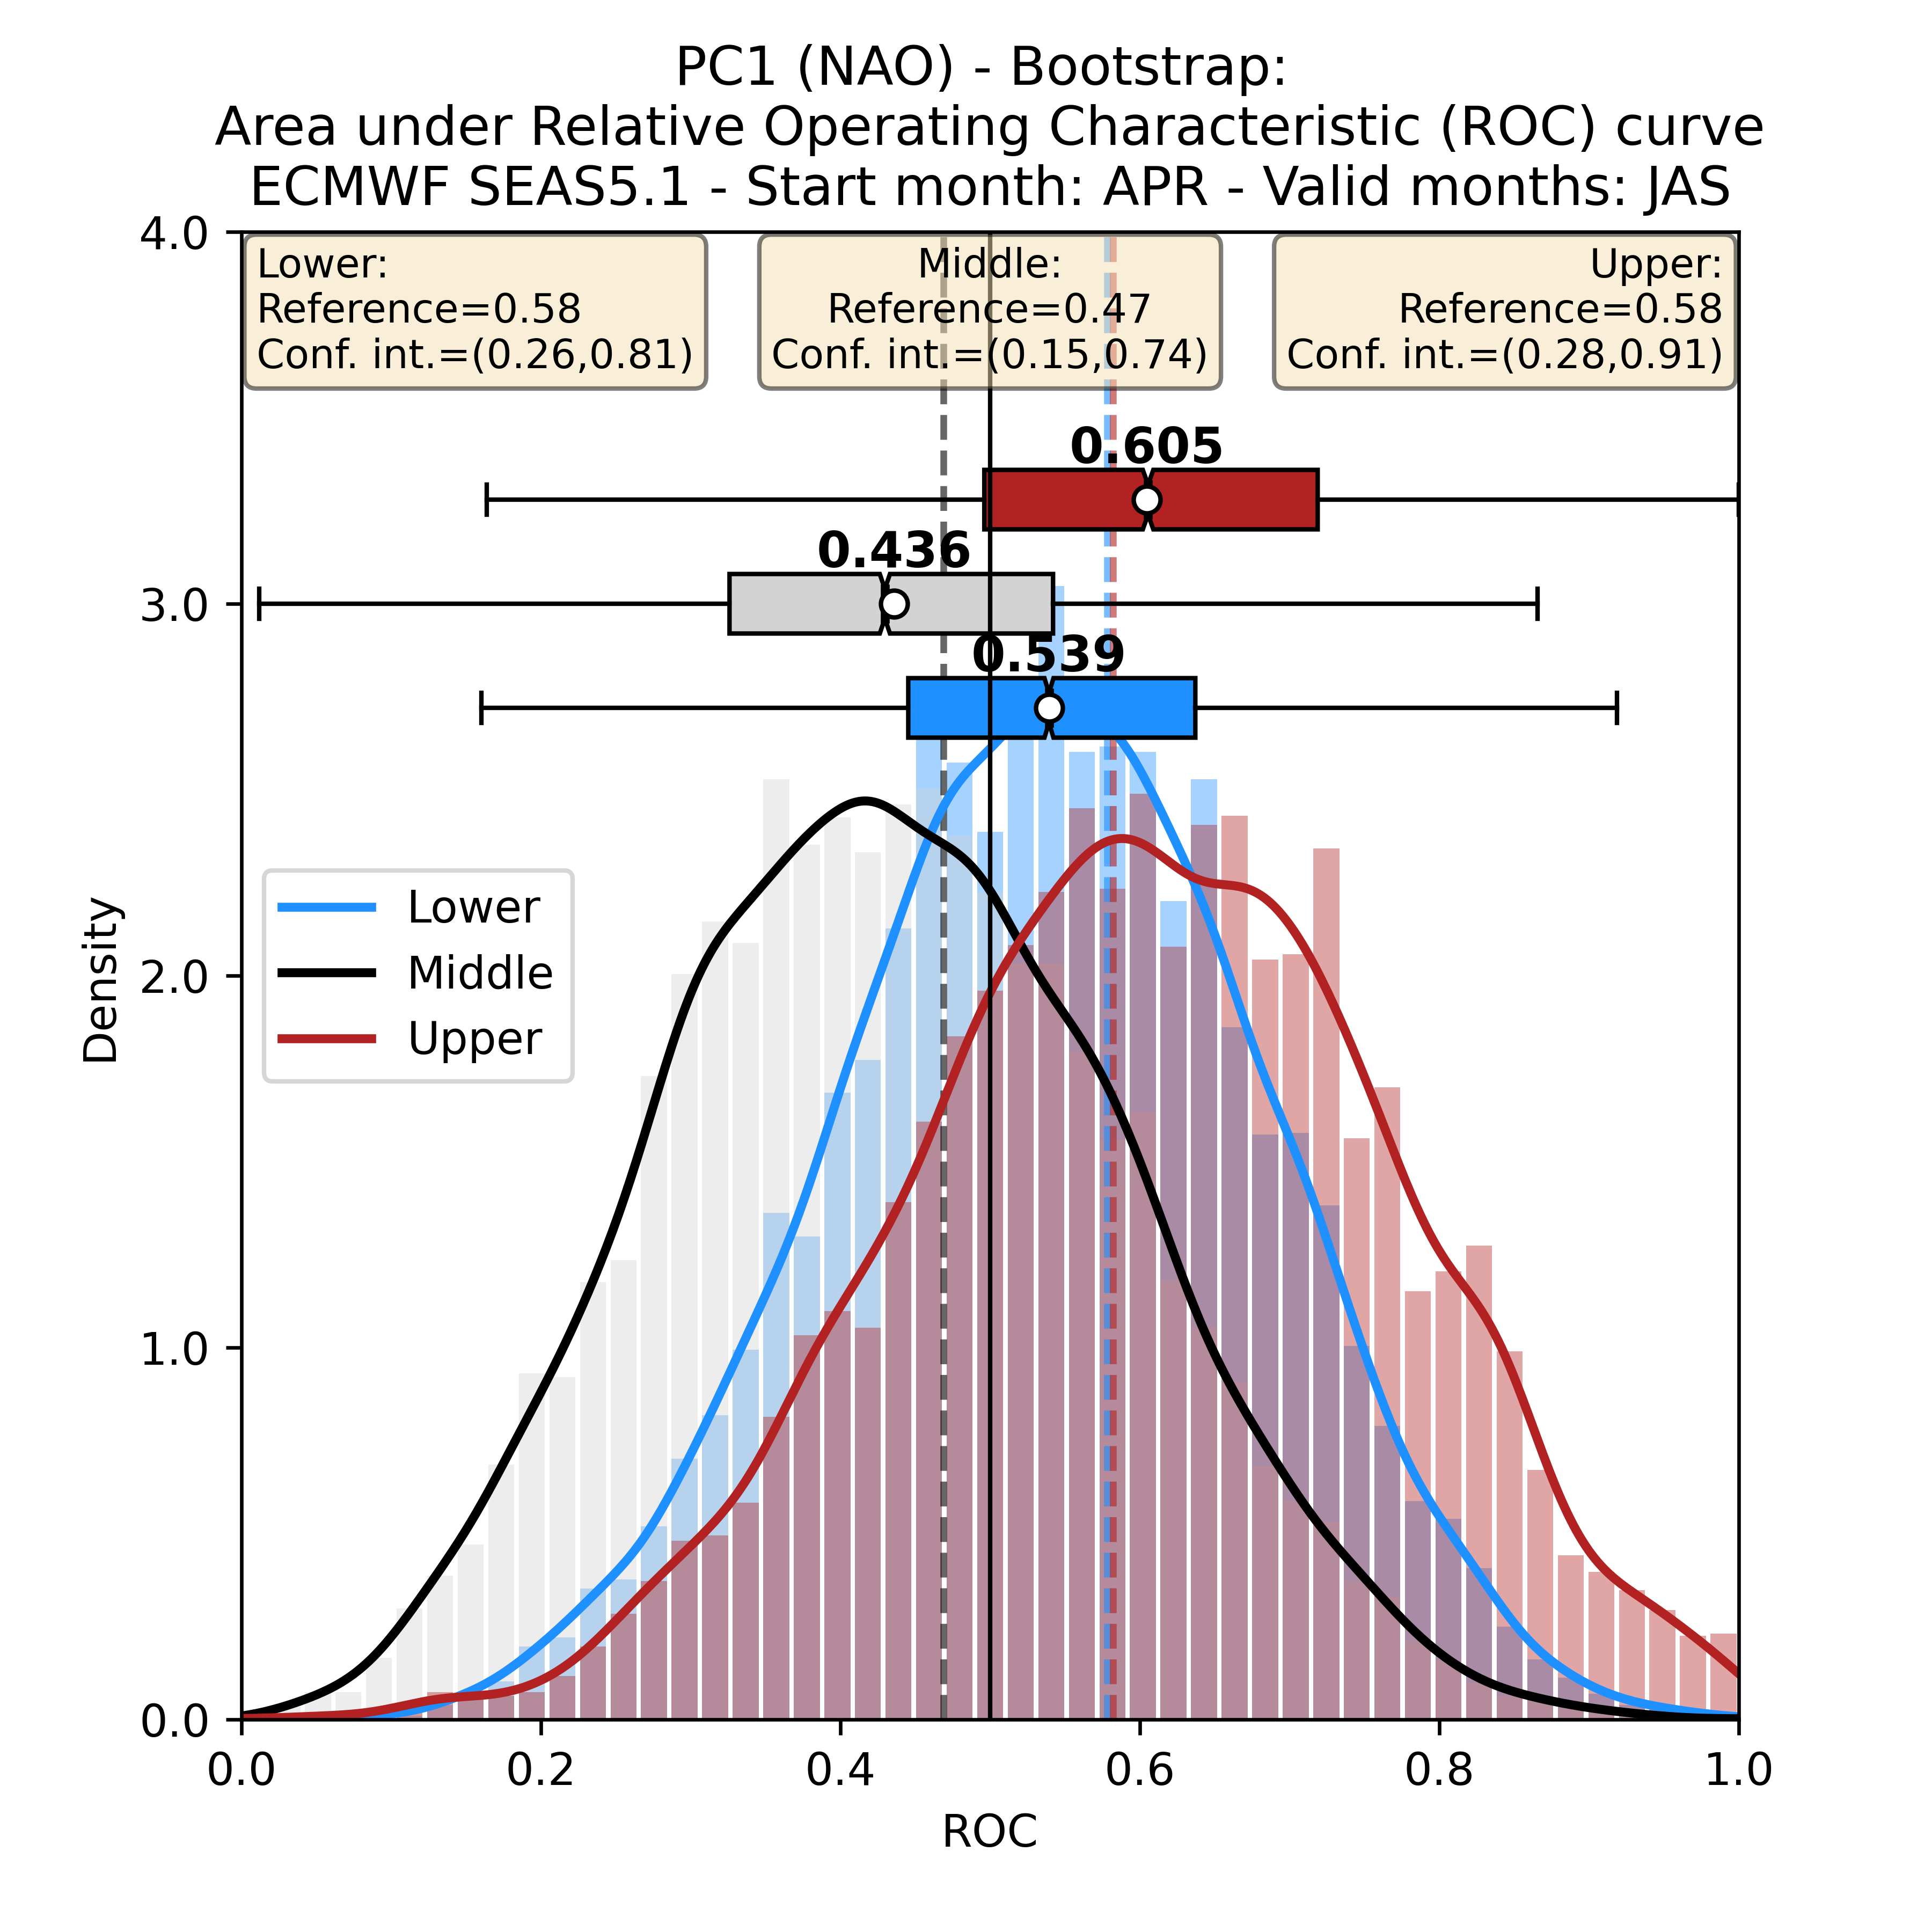 PC1 (NAO) - Bootstrap:
Area under Relative Operating Characteristic (ROC) curve
ECMWF SEAS5.1 - Start month: APR - Valid months: JAS
Lower:
Reference=0.58
Conf. int.=(0.26,0.81)
Middle:
Reference=0.47
Conf. int.=(0.15,0.74)
Upper:
Reference=0.58
Conf. int.=(0.28,0.91)
0.605
0.436
0.539
Lower
Middle
Upper
Density
4.0
3.0
2.0
1.0
0.0
0.0 0.2 0.4 0.6 0.8 1.0
ROC